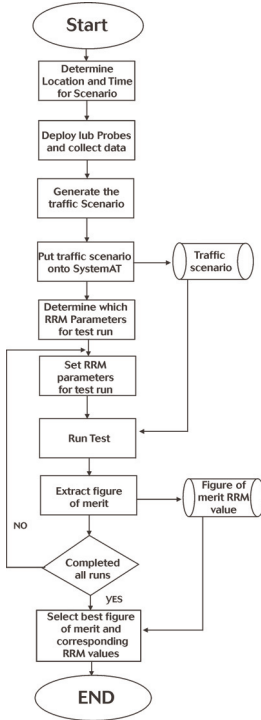 Start
Determine
Location and Time
for Scenario
Deploy lub Probes
and collect data
Generate the
traffic Scenario
Put traffic scenario
onto SystemAT
Traffic
scenario
Determine which
RRM Parameters
for test run
Set RRM
parameters
for test run
Run Test
Extract figure
of merit
Figure of
merit RRM
value
NO
Completed
all runs
yES
Select best figure
of merit and
corresponding
RRM values
END